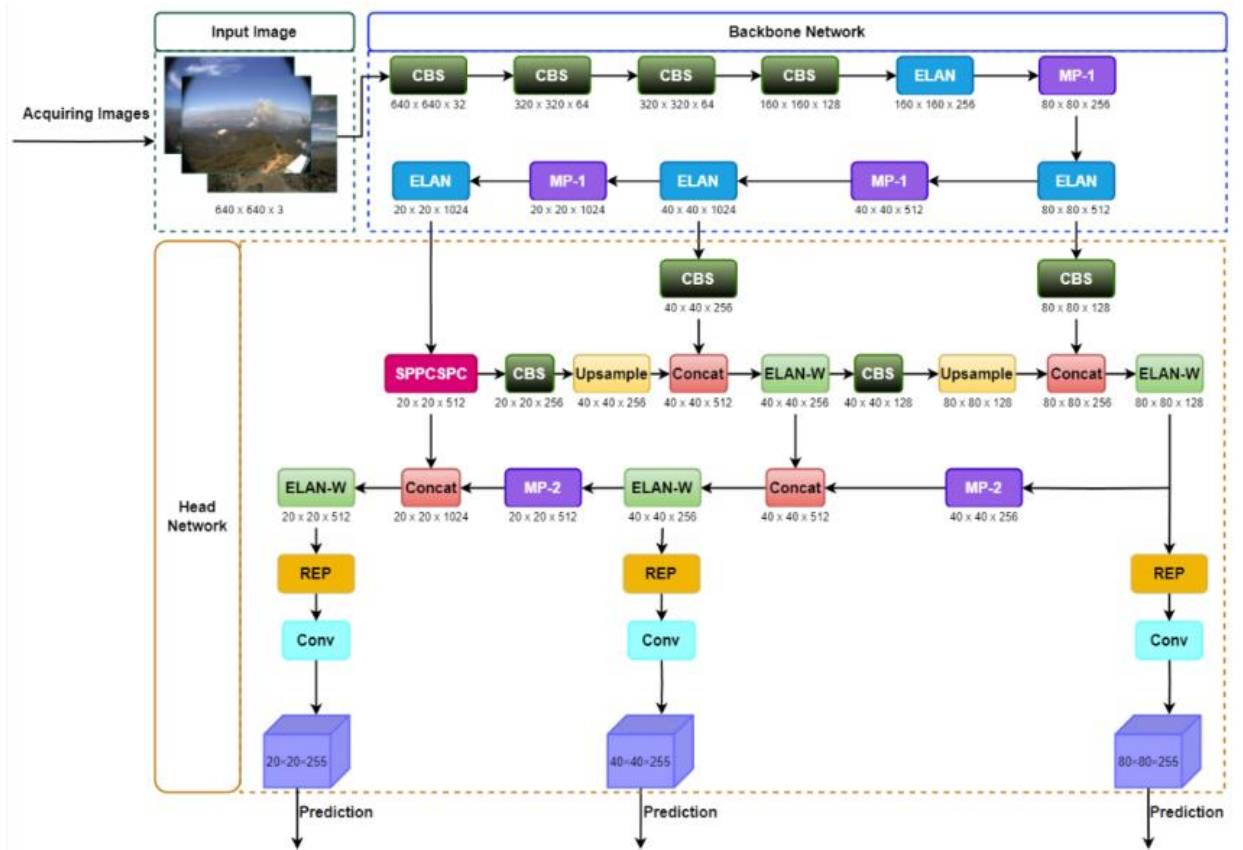 Input Image
Backbone Network
Acquiring Images
CBS
CBS
CBS
CBS
ELAN
MP-1
640 x 640 x 32
320 x 320 x 64
320 x 320 x 64
160 x 160 x 128
160 x 160 x 256
80 x 80 x 256
ELAN
MP-1
ELAN
MP-1
ELAN
640 x 640 x 3
20 x 20 x 1024
20 x 20 x 1024
40 x 40 x 1024
40 x 40 x 512
80 x 80 x 512
CBS
CBS
40 x 40 x 256
80 x 80 x 128
SPPCSPC
CBS
Upsample
Concat
ELAN-W
CBS
Upsample
Concat
ELAN-W
20 x 20 x 512
20 x 20 x 256
40 x 40 x 256
40 x 40 x 512
40 x 40 x 256
40 x 40 x 128
80 x 80 x 128
80 x 80 x 256
80 x 80 x 128
ELAN-W
Concat
MP-2
ELAN-W
Concat
MP-2
20 x 20 x 512
20 x 20 x 1024
20 x 20 x 512
40 x 40 x 256
40 x 40 x 512
40 x 40 x 256
Head
Network
REP
REP
REP
Conv
Conv
Conv
20×20×255
40×40×255
80×80×255
Prediction
Prediction
Prediction